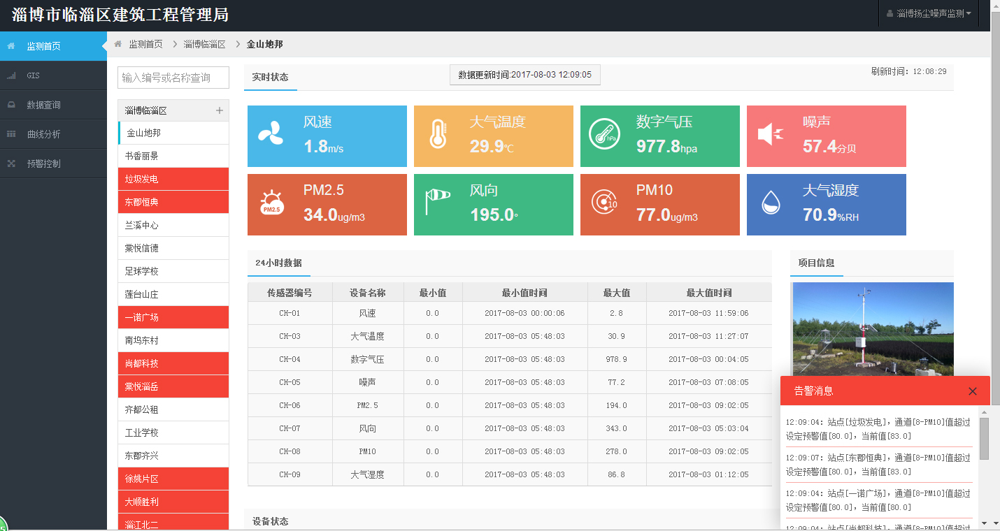 淄博市临淄区建筑工程管理局
淄博扬尘噪声监测
监测首页
GIS
数据查询
曲线分析
预警控制
监测首页 > 淄博临淄区 > 金山地邦
输入编号或名称查询
淄博临淄区 +
金山地邦
书香丽景
垃圾发电
东郡恒典
兰溪中心
棠悦信德
足球学校
莲台山庄
一诺广场
南坞东村
尚都科技
棠悦淄岳
齐都公租
工业学校
东郡齐兴
徐姚片区
大顺胜利
淄江北二
实时状态
数据更新时间:2017-08-03 12:09:05
刷新时间: 12:08:29
风速
1.8m/s
大气温度
29.9℃
数字气压
977.8hpa
hPa
噪声
57.4分贝
PM2.5
34.0ug/m3
PM2.5
风向
195.0°
PM10
77.0ug/m3
10
大气湿度
70.9%RH
24小时数据
传感器编号 设备名称 最小值 最小值时间 最大值 最大值时间
CH-01 风速 0.0 2017-08-03 00:00:06 2.8 2017-08-03 11:59:06
CH-03 大气温度 0.0 2017-08-03 05:48:03 30.9 2017-08-03 11:27:07
CH-04 数字气压 0.0 2017-08-03 05:48:03 978.9 2017-08-03 00:04:05
CH-05 噪声 0.0 2017-08-03 05:48:03 77.2 2017-08-03 07:08:05
CH-06 PM2.5 0.0 2017-08-03 05:48:03 194.0 2017-08-03 09:02:05
CH-07 风向 0.0 2017-08-03 05:48:03 343.0 2017-08-03 05:03:04
CH-08 PM10 0.0 2017-08-03 05:48:03 278.0 2017-08-03 09:02:05
CH-09 大气湿度 0.0 2017-08-03 05:48:03 86.8 2017-08-03 01:12:05
设备状态
项目信息
告警消息
12:09:04: 站点[垃圾发电], 通道[8-PM10]值超过
设定预警值[80.0], 当前值[83.0]
12:09:07: 站点[东郡恒典], 通道[8-PM10]值超过
设定预警值[80.0], 当前值[83.0]
12:09:04: 站点[一诺广场], 通道[8-PM10]值超过
设定预警值[80.0], 当前值[80.0]
12:09:04: 站点[尚都科技], 通道[8-PM10]值超过